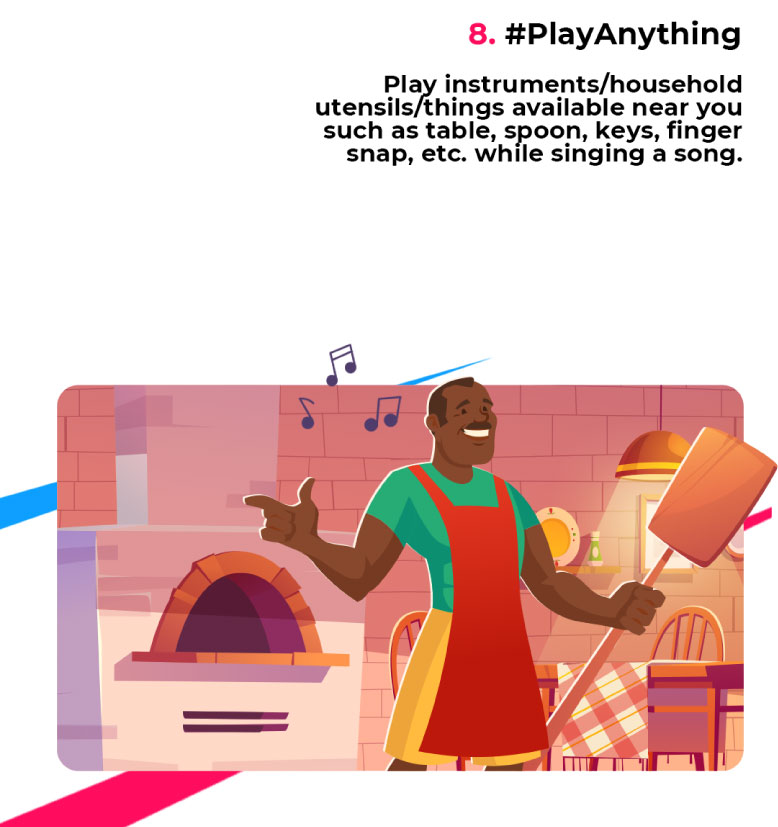 8. #PlayAnything
Play instruments/household
utensils/things available near you
such as table, spoon, keys, finger
snap, etc. while singing a song.